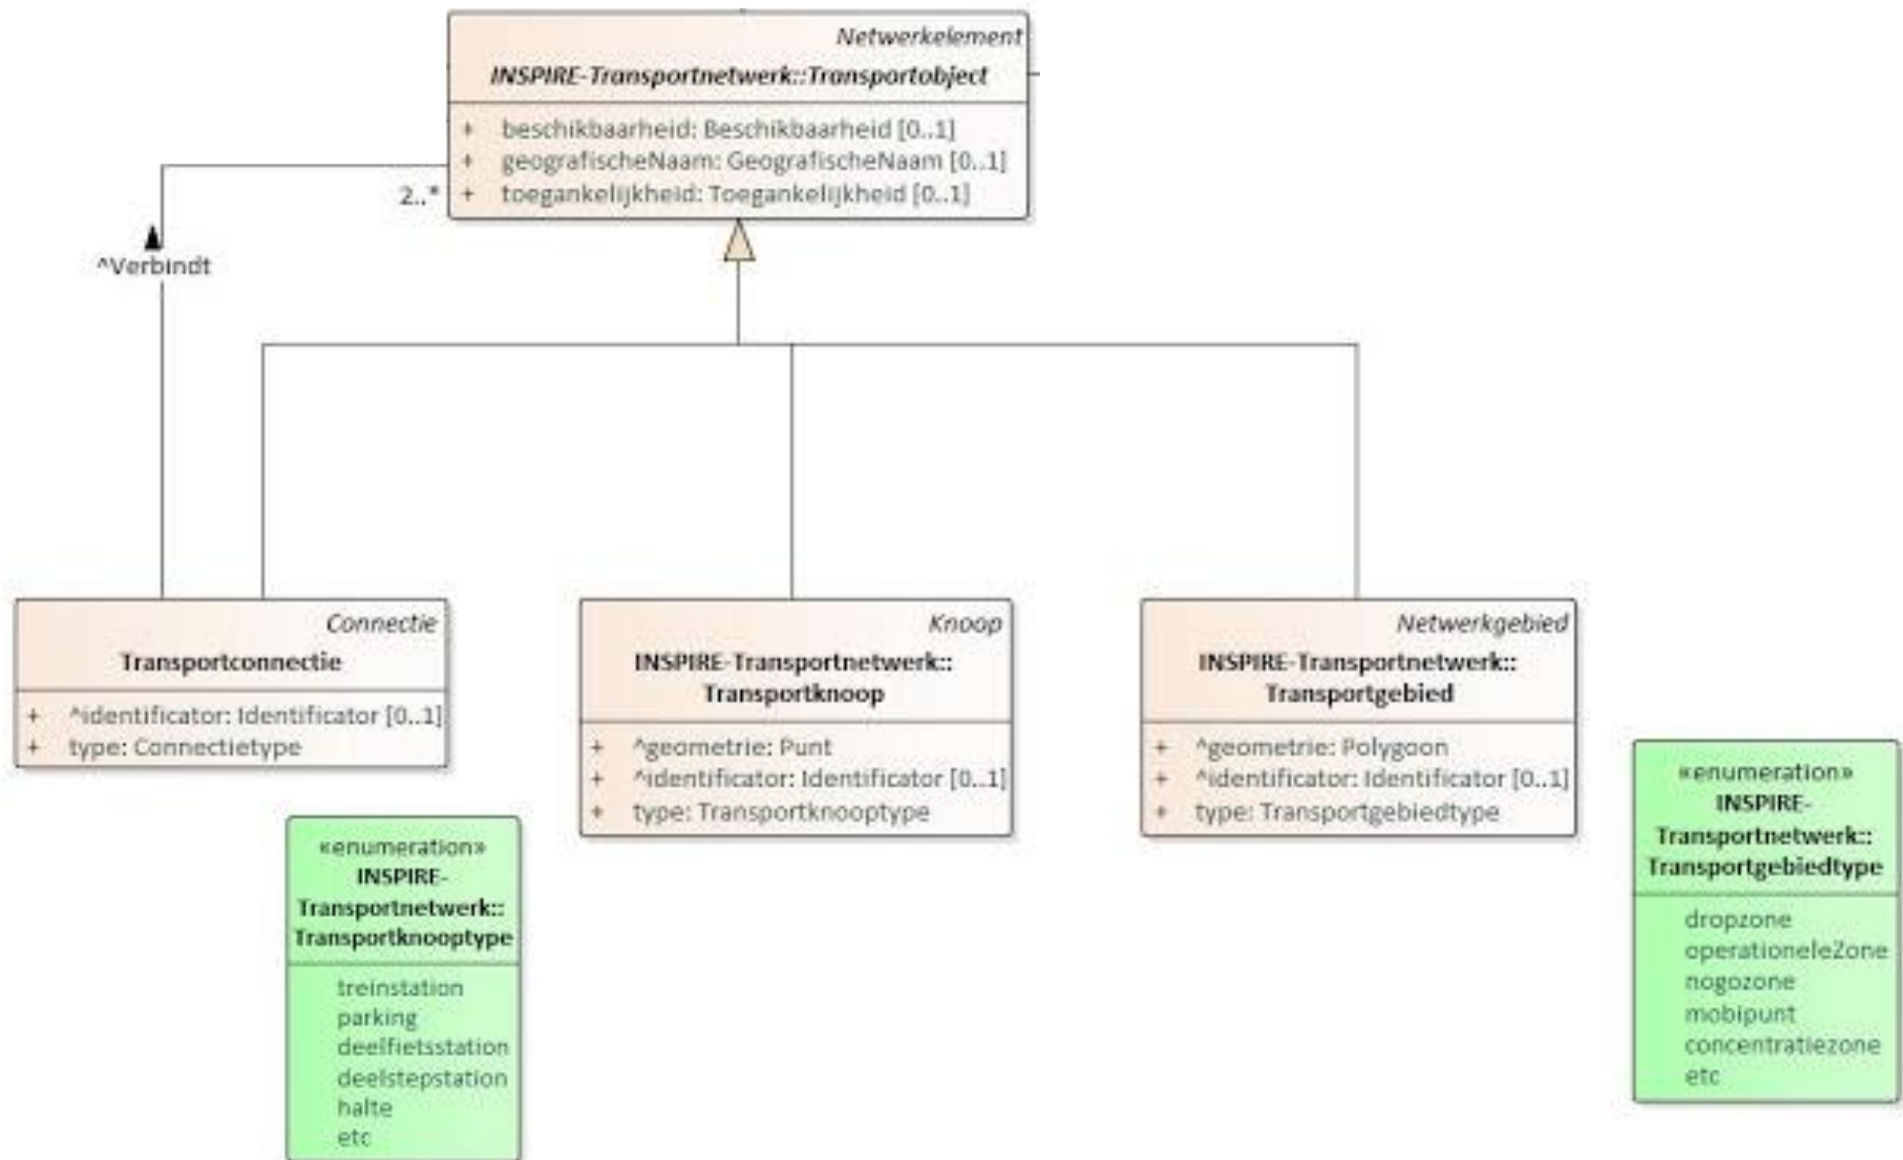 Netwerkelement
INSPIRE-Transportnetwerk::Transportobject
+ beschikbaarheid: Beschikbaarheid [0..1]
+ geografischeNaam: GeografischeNaam [0..1]
+ toegankelijkheid: Toegankelijkheid [0..1]
2..*
^Verbindt
Connectie
Transportconnectie
+ ^identificator: Identificator [0..1]
+ type: Connectietype
Knoop
INSPIRE-Transportnetwerk::
Transportknoop
+ ^geometrie: Punt
+ ^identificator: Identificator [0..1]
+ type: Transportknooptype
Netwerkgebied
INSPIRE-Transportnetwerk::
Transportgebied
+ ^geometrie: Polygoon
+ ^identificator: Identificator [0..1]
+ type: Transportgebiedtype
«enumeration»
INSPIRE-
Transportnetwerk::
Transportknooptype
treinstation
parking
deelfietsstation
deelstepstation
halte
etc
«enumeration»
INSPIRE-
Transportnetwerk::
Transportgebiedtype
dropzone
operationeleZone
nogozone
mobipunt
concentratiezone
etc